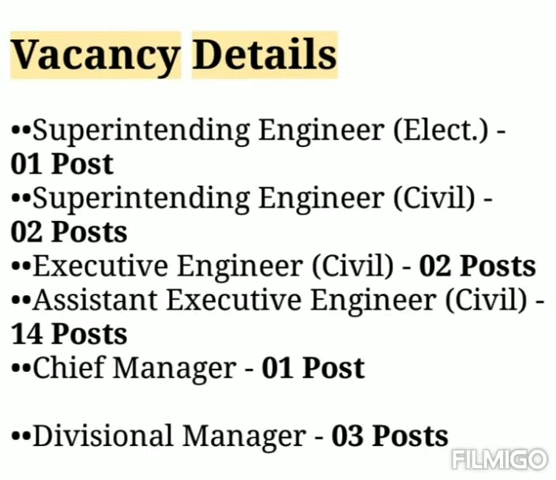 Vacancy Details
••Superintending Engineer (Elect.) -
01 Post
••Superintending Engineer (Civil) -
02 Posts
••Executive Engineer (Civil) - 02 Posts
••Assistant Executive Engineer (Civil) -
14 Posts
••Chief Manager - 01 Post
••Divisional Manager - 03 Posts
FILMIGO